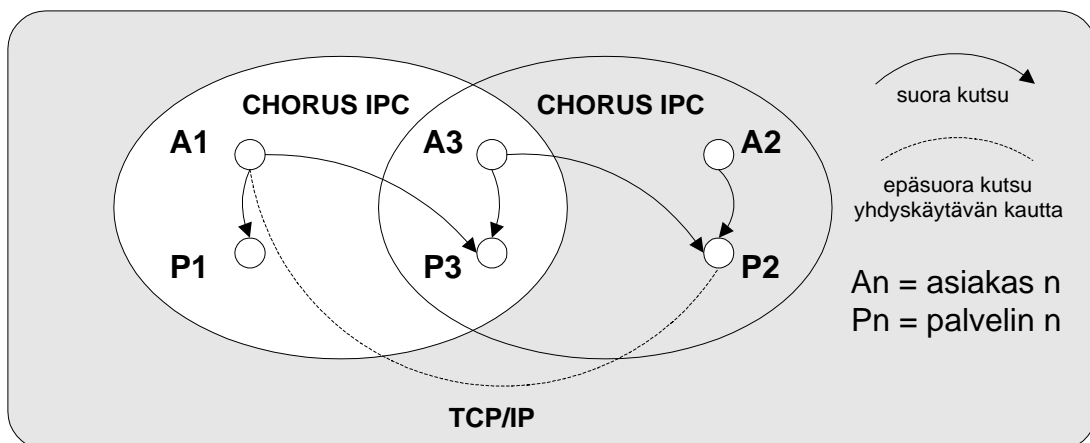 CHORUS IPC
CHORUS IPC
A1
A3
A2
P1
P3
P2
TCP/IP
suora kutsu
epäsuora kutsu
yhdyskäytävän kautta
An = asiakas n
Pn = palvelin n